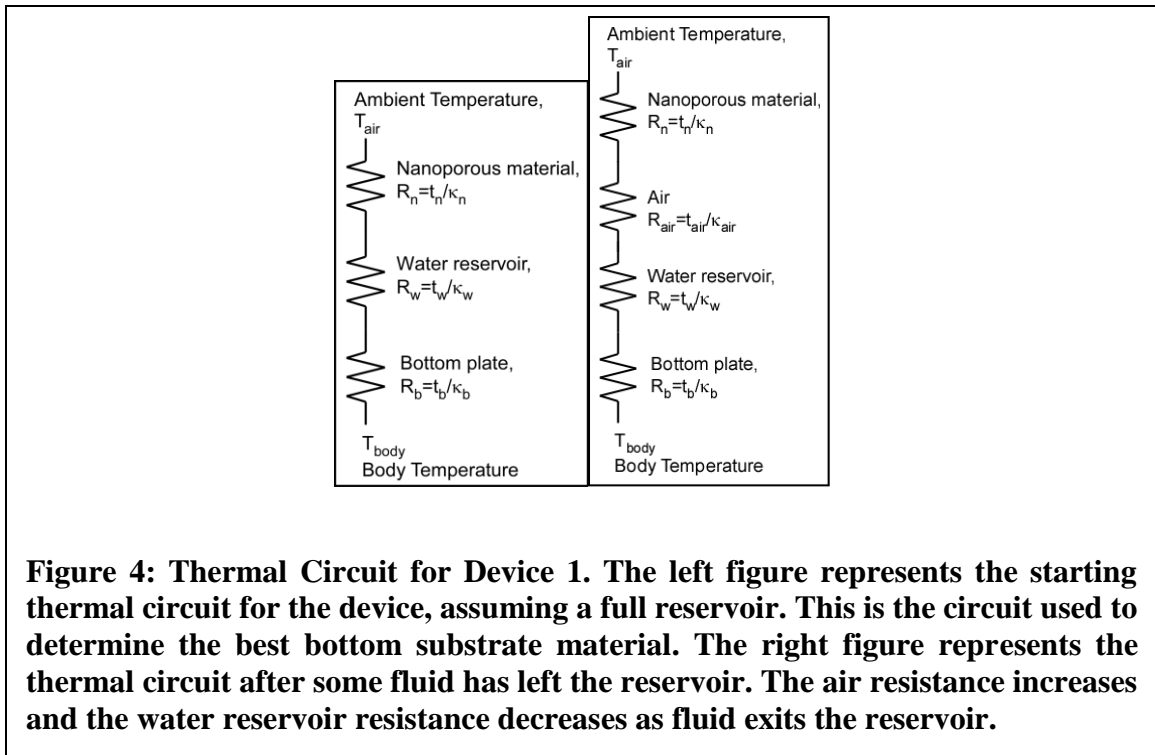 Ambient Temperature,
T_air
Nanoporous material,
R_n=t_n/κ_n
Water reservoir,
R_w=t_w/κ_w
Bottom plate,
R_b=t_b/κ_b
T_body
Body Temperature
Ambient Temperature,
T_air
Nanoporous material,
R_n=t_n/κ_n
Air
R_air=t_air/κ_air
Water reservoir,
R_w=t_w/κ_w
Bottom plate,
R_b=t_b/κ_b
T_body
Body Temperature
Figure 4: Thermal Circuit for Device 1. The left figure represents the starting
thermal circuit for the device, assuming a full reservoir. This is the circuit used to
determine the best bottom substrate material. The right figure represents the
thermal circuit after some fluid has left the reservoir. The air resistance increases
and the water reservoir resistance decreases as fluid exits the reservoir.